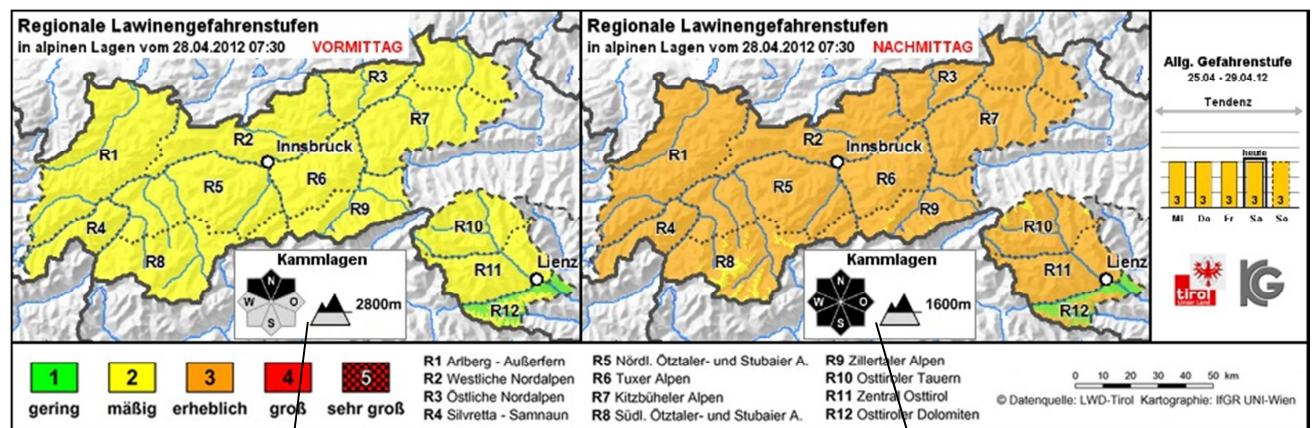 Regionale Lawinengefahrenstufen
in alpinen Lagen vom 28.04.2012 07:30 VORMITTAG
R3
R7
R2
Innsbruck
R1
R5
R6
R9
R4
R8
R10
R11
Lienz
R12
Kammlagen
N
W
O
S
2800m
Regionale Lawinengefahrenstufen
in alpinen Lagen vom 28.04.2012 07:30 NACHMITTAG
R3
R7
R2
Innsbruck
R1
R5
R6
R9
R4
R8
R10
R11
Lienz
R12
Kammlagen
N
W
O
S
1600m
Allg. Gefahrenstufe
25.04 - 29.04.12
Tendenz
heute
3 3 3 3 3
Mi Do Fr Sa So
tirol
Unser Land
KG
1 2 3 4 5
gering mäßig erheblich groß sehr groß
R1 Arlberg - Außerfern
R2 Westliche Nordalpen
R3 Östliche Nordalpen
R4 Silvretta - Samnaun
R5 Nördl. Ötztaler- und Stubaier A.
R6 Tuxer Alpen
R7 Kitzbüheler Alpen
R8 Südl. Ötztaler- und Stubaier A.
R9 Zillertaler Alpen
R10 Osttiroler Tauern
R11 Zentral Osttirol
R12 Osttiroler Dolomiten
0 10 20 30 40 50 km
© Datenquelle: LWD-Tirol Kartographie: IfGR UNI-Wien